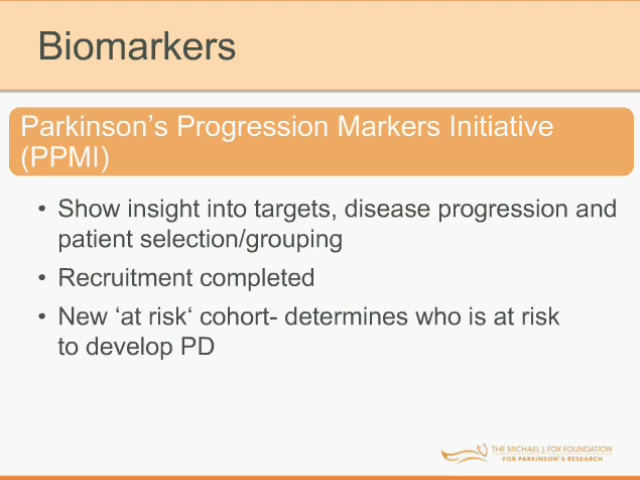 Biomarkers
Parkinson’s Progression Markers Initiative
(PPMI)
• Show insight into targets, disease progression and
patient selection/grouping
• Recruitment completed
• New ‘at risk‘ cohort- determines who is at risk
to develop PD
THE MICHAEL J. FOX FOUNDATION
FOR PARKINSON'S RESEARCH